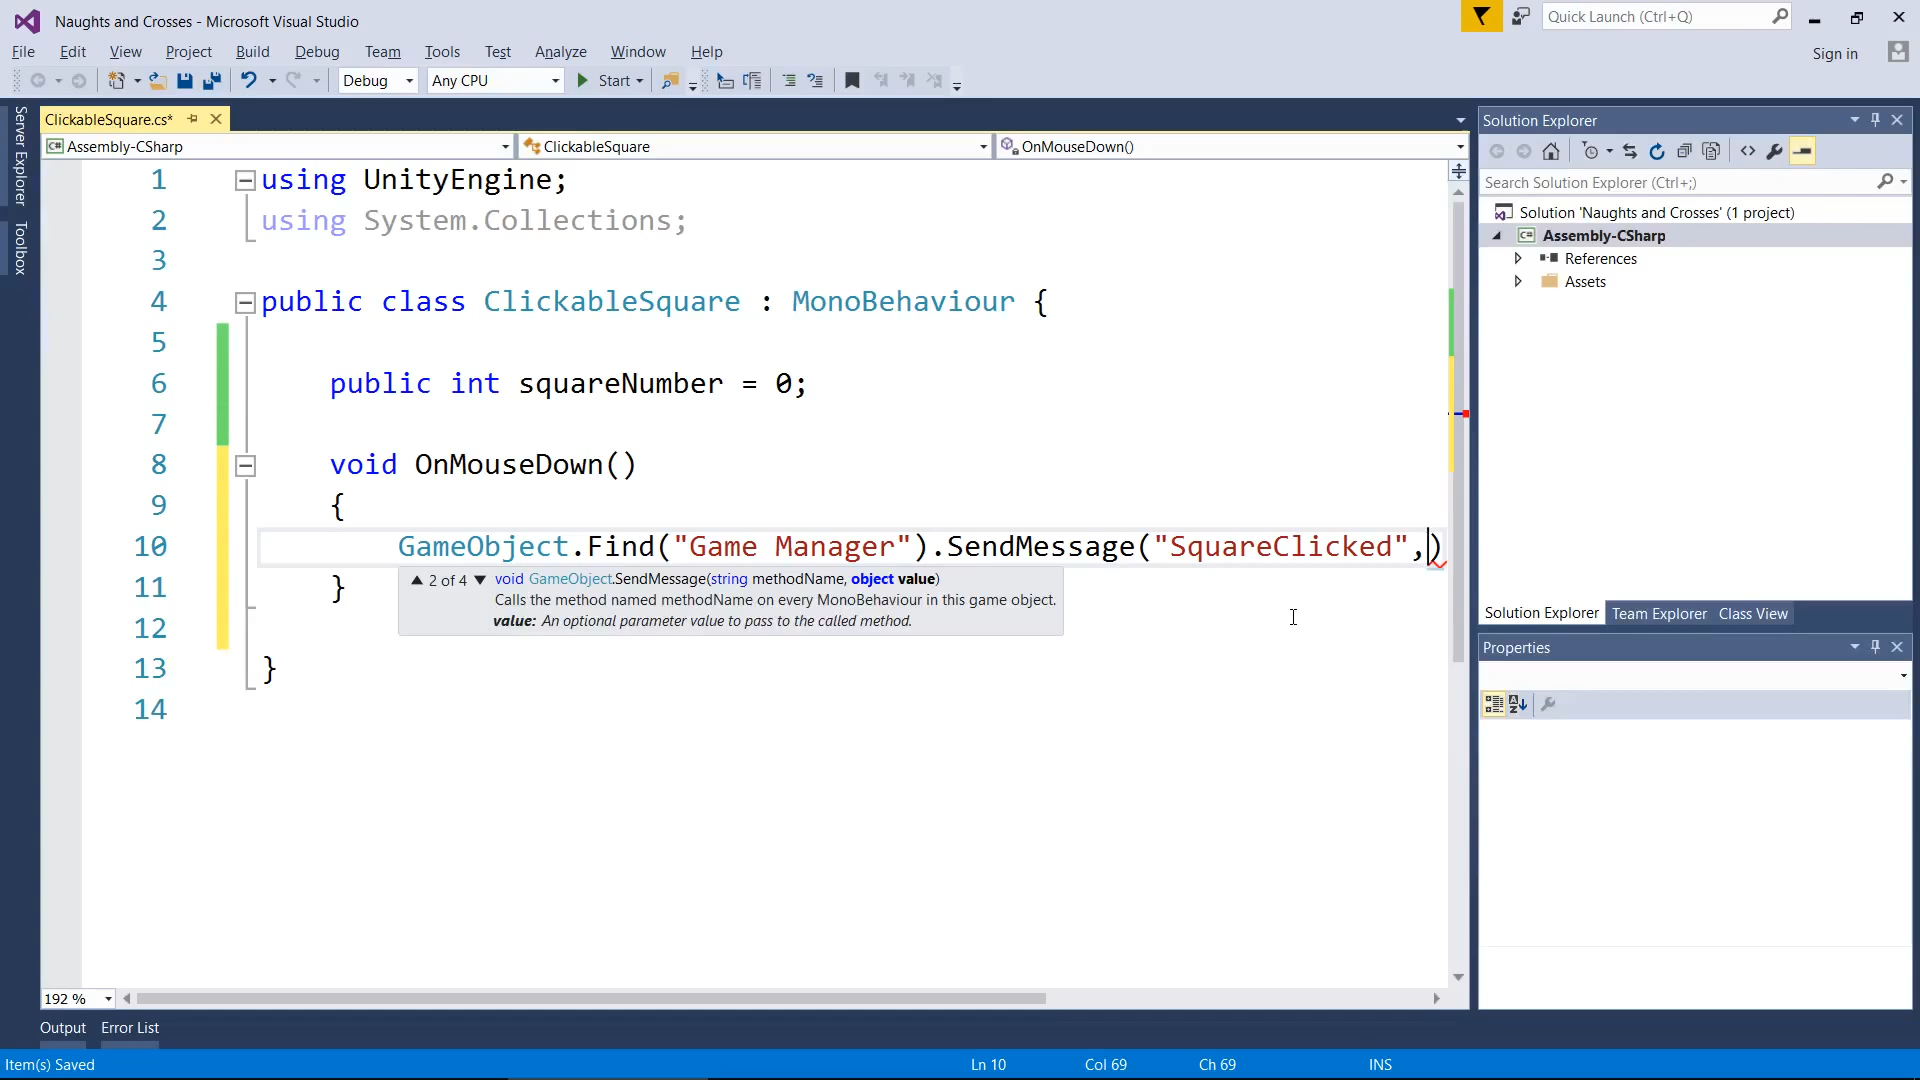 Naughts and Crosses - Microsoft Visual Studio
Quick Launch (Ctrl+Q)
File Edit View Project Build Debug Team Tools Test Analyze Window Help
Sign in
Debug Any CPU Start
Server Explorer
Toolbox
ClickableSquare.cs*
Assembly-CSharp ClickableSquare OnMouseDown()
1 using UnityEngine;
2 using System.Collections;
3
4 public class ClickableSquare : MonoBehaviour {
5
6 public int squareNumber = 0;
7
8 void OnMouseDown()
9 {
10 GameObject.Find("Game Manager").SendMessage("SquareClicked",)
2 of 4 void GameObject.SendMessage(string methodName, object value)
Calls the method named methodName on every MonoBehaviour in this game object.
value: An optional parameter value to pass to the called method.
11 }
12
13 }
14
192 %
Output Error List
Item(s) Saved Ln 10 Col 69 Ch 69 INS
Solution Explorer
Search Solution Explorer (Ctrl+;)
Solution 'Naughts and Crosses' (1 project)
C# Assembly-CSharp
References
Assets
Solution Explorer Team Explorer Class View
Properties